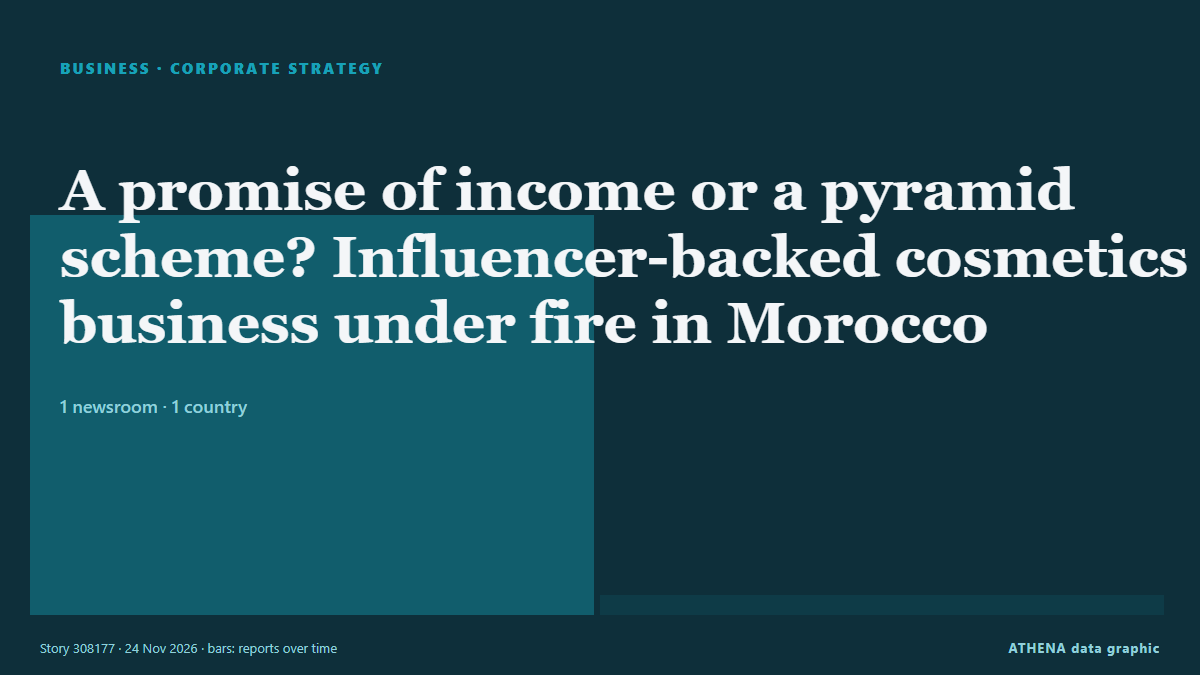 BUSINESS · CORPORATE STRATEGY
A promise of income or a pyramid
scheme? Influencer-backed cosmetics
business under fire in Morocco
1 newsroom · 1 country
Story 308177 · 24 Nov 2026 · bars: reports over time
ATHENA data graphic